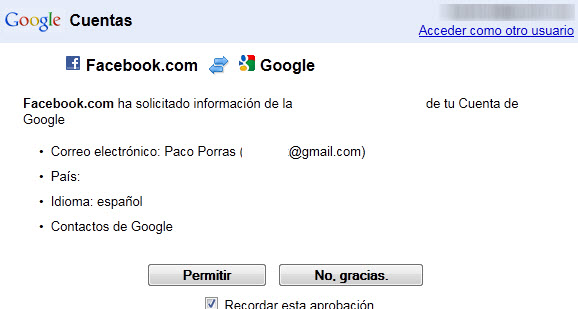 Google Cuentas
Acceder como otro usuario
Facebook.com Google
Facebook.com ha solicitado información de la de tu Cuenta de
Google
• Correo electrónico: Paco Porras ( @gmail.com)
• País:
• Idioma: español
• Contactos de Google
Permitir No, gracias.
Recordar esta aprobación